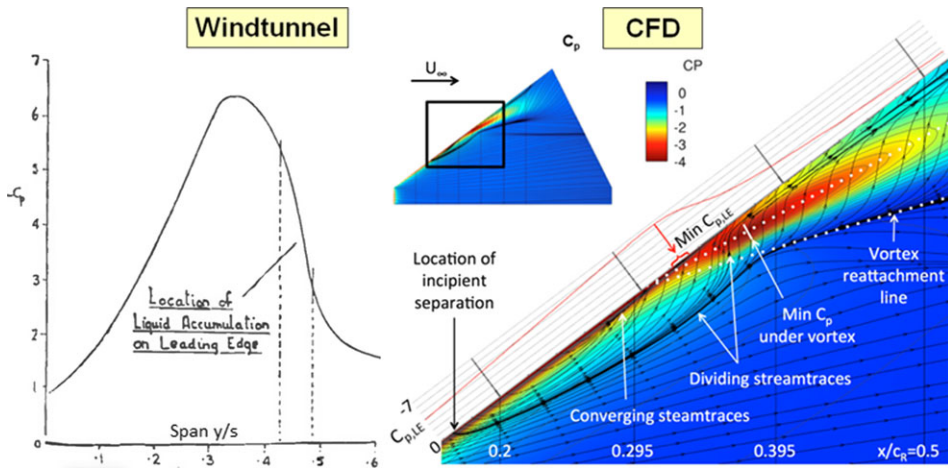 Windtunnel
7
6
5
4
3
2
1
0
-Cp
Location of
Liquid Accumulation
on Leading Edge
Span y/s
.1
.2
.3
.4
.5
.6
Cp
CFD
U∞
CP
0
-1
-2
-3
-4
Min Cp,LE
Location of
incipient
separation
Vortex
reattachment
line
Min Cp
under vortex
Dividing streamtraces
Converging steamtraces
-7
Cp,LE
0
0.2
0.295
0.395
x/cR=0.5